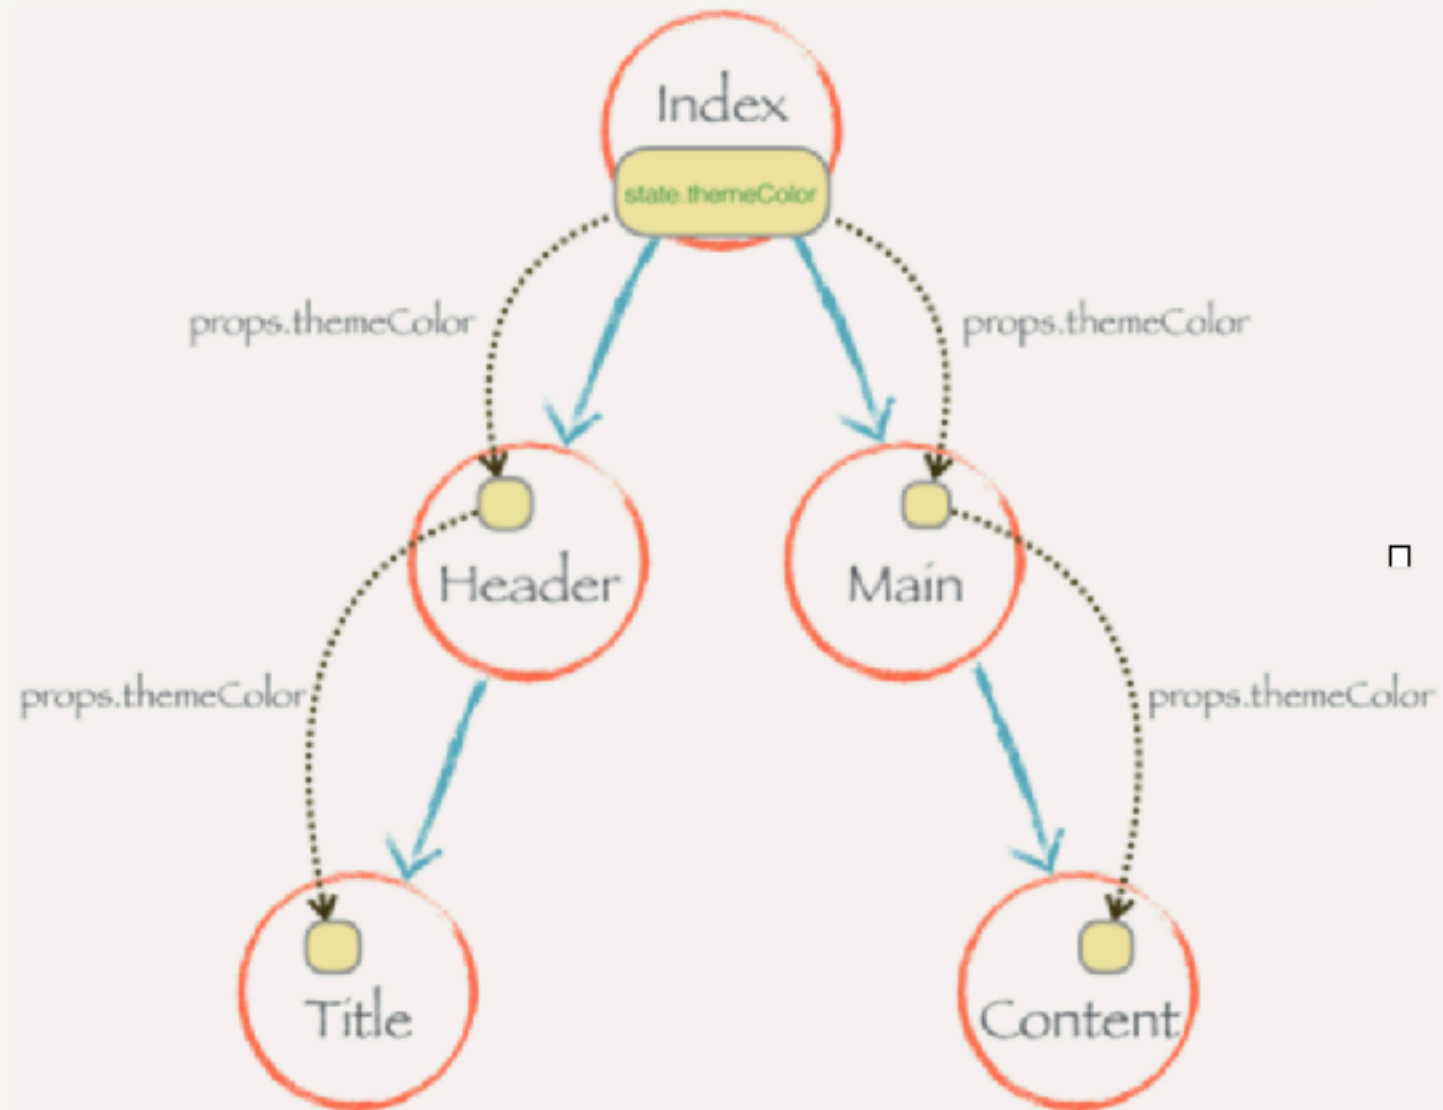 Index
state.themeColor
props.themeColor
props.themeColor
Header
Main
props.themeColor
props.themeColor
Title
Content